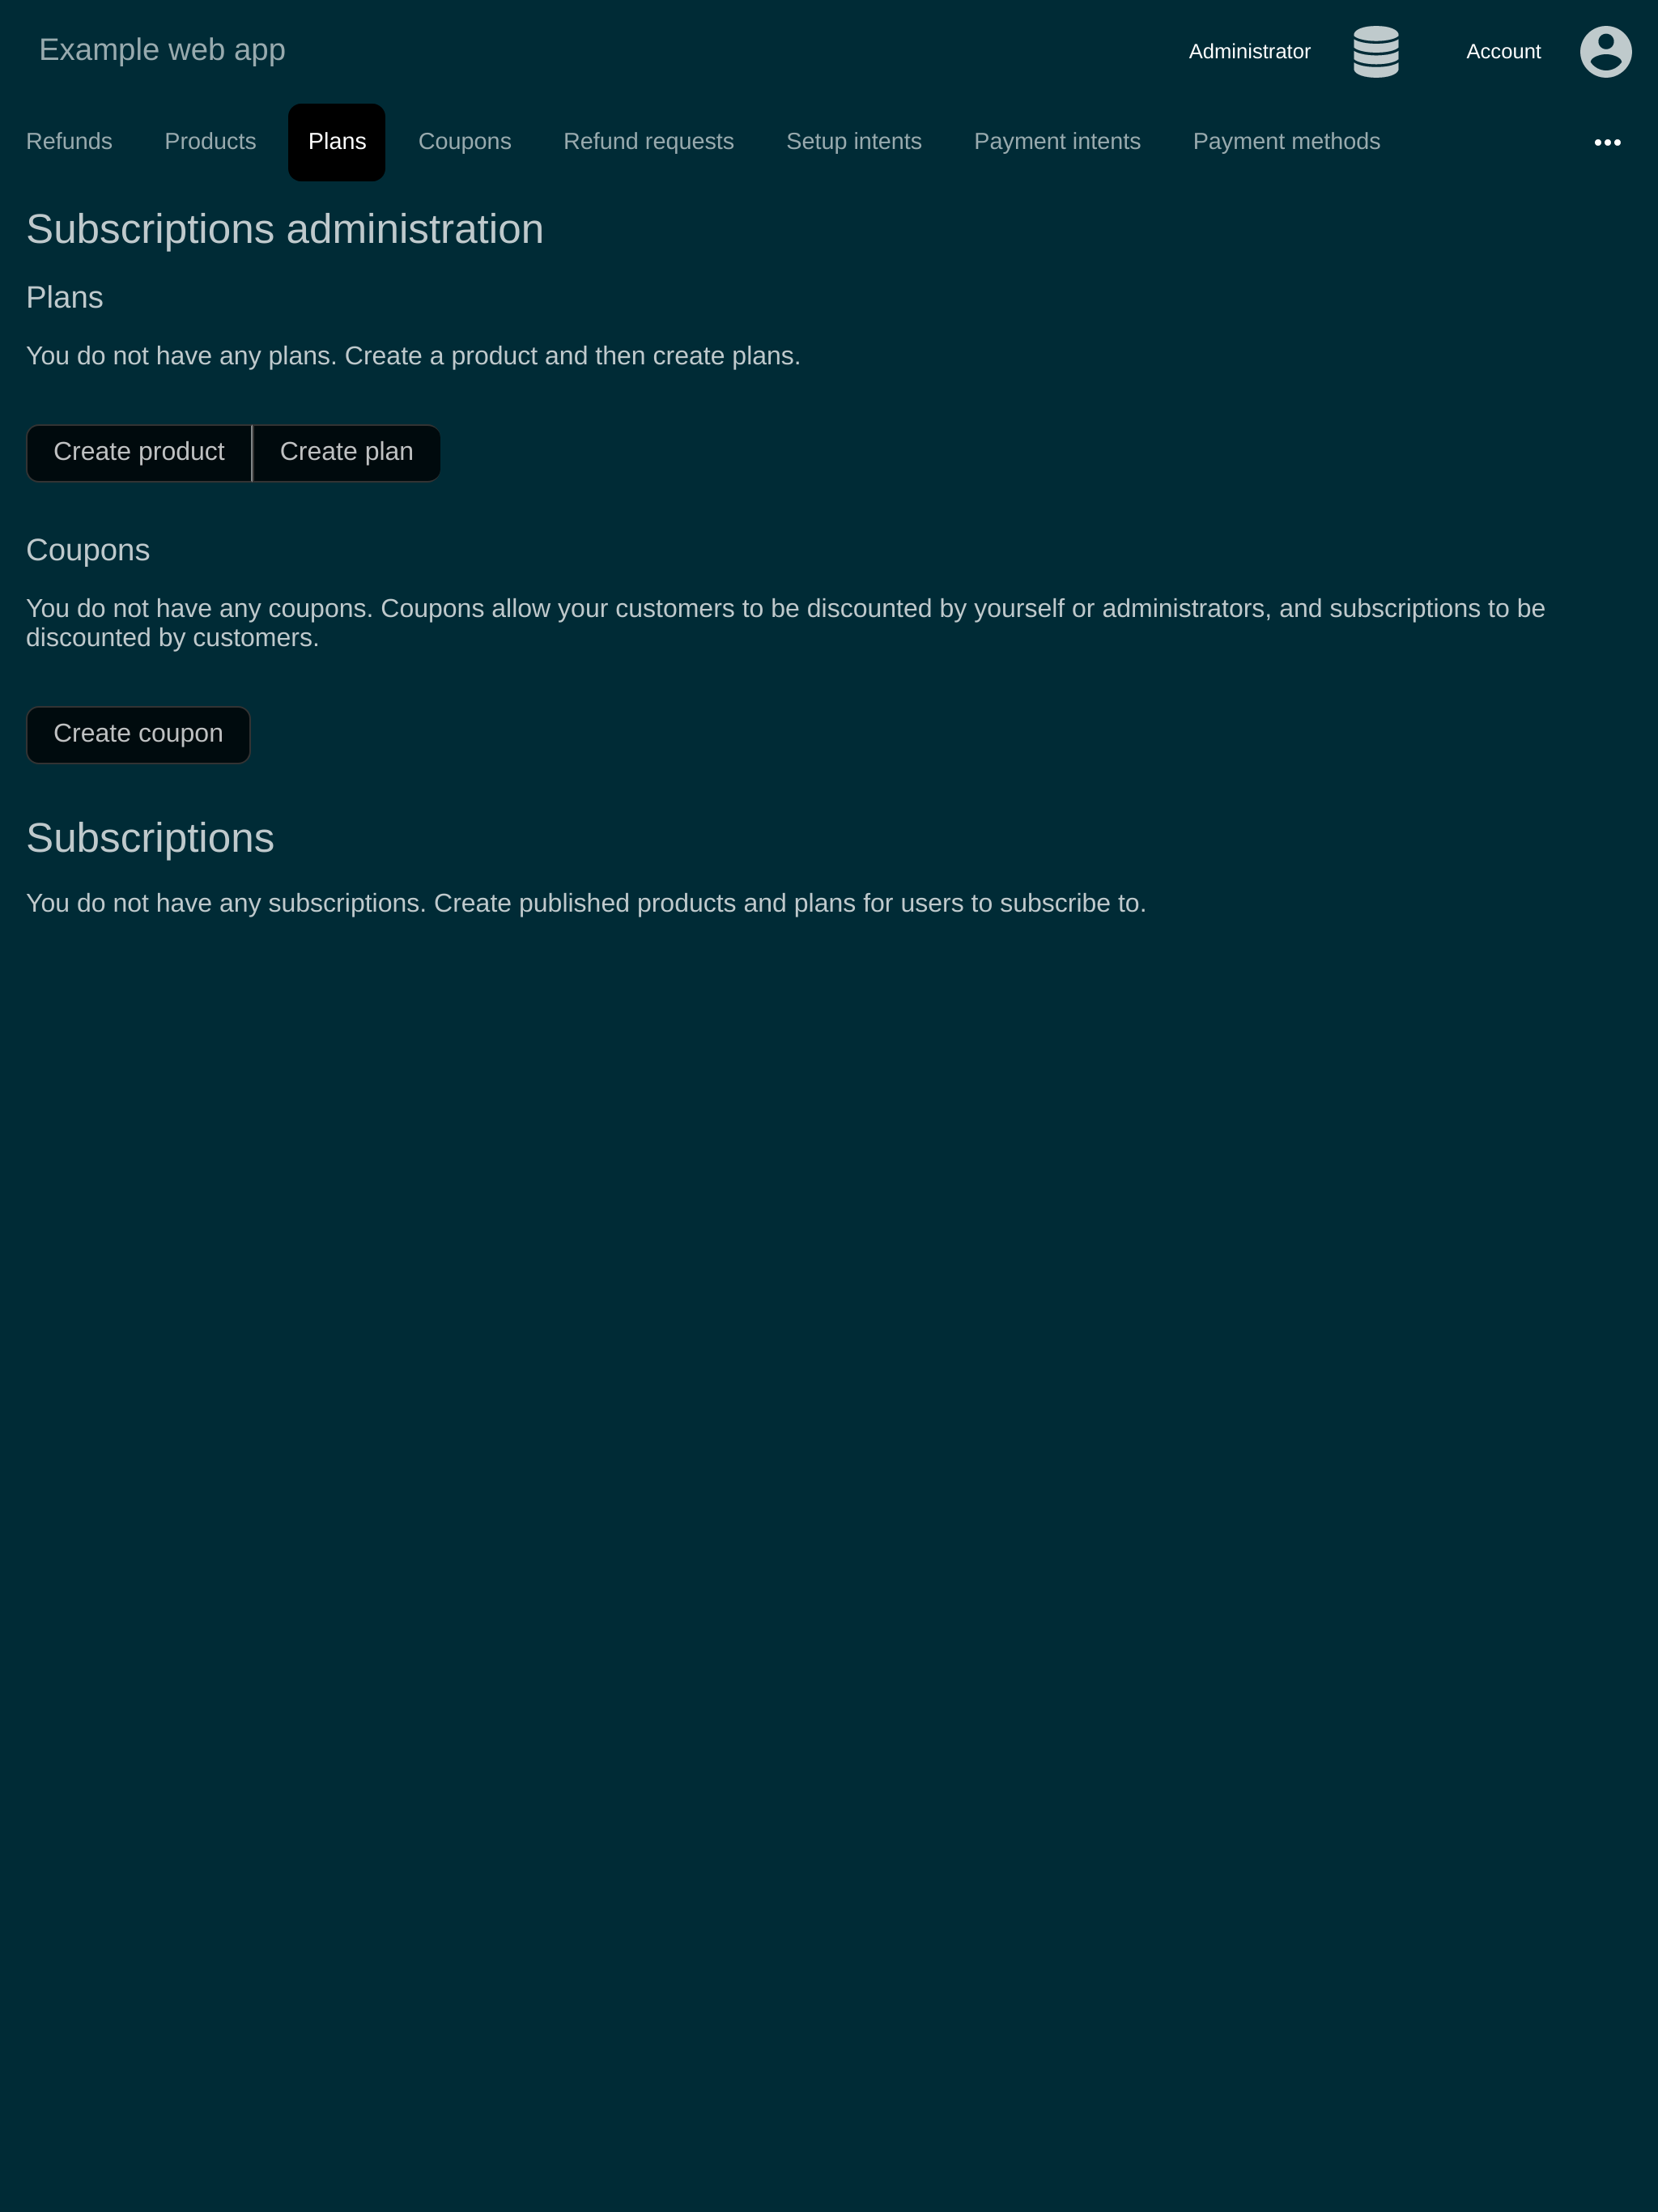 Example web app
Administrator
Account
Refunds
Products
Plans
Coupons
Refund requests
Setup intents
Payment intents
Payment methods
Subscriptions administration
Plans
You do not have any plans. Create a product and then create plans.
Create product
Create plan
Coupons
You do not have any coupons. Coupons allow your customers to be discounted by yourself or administrators, and subscriptions to be
discounted by customers.
Create coupon
Subscriptions
You do not have any subscriptions. Create published products and plans for users to subscribe to.